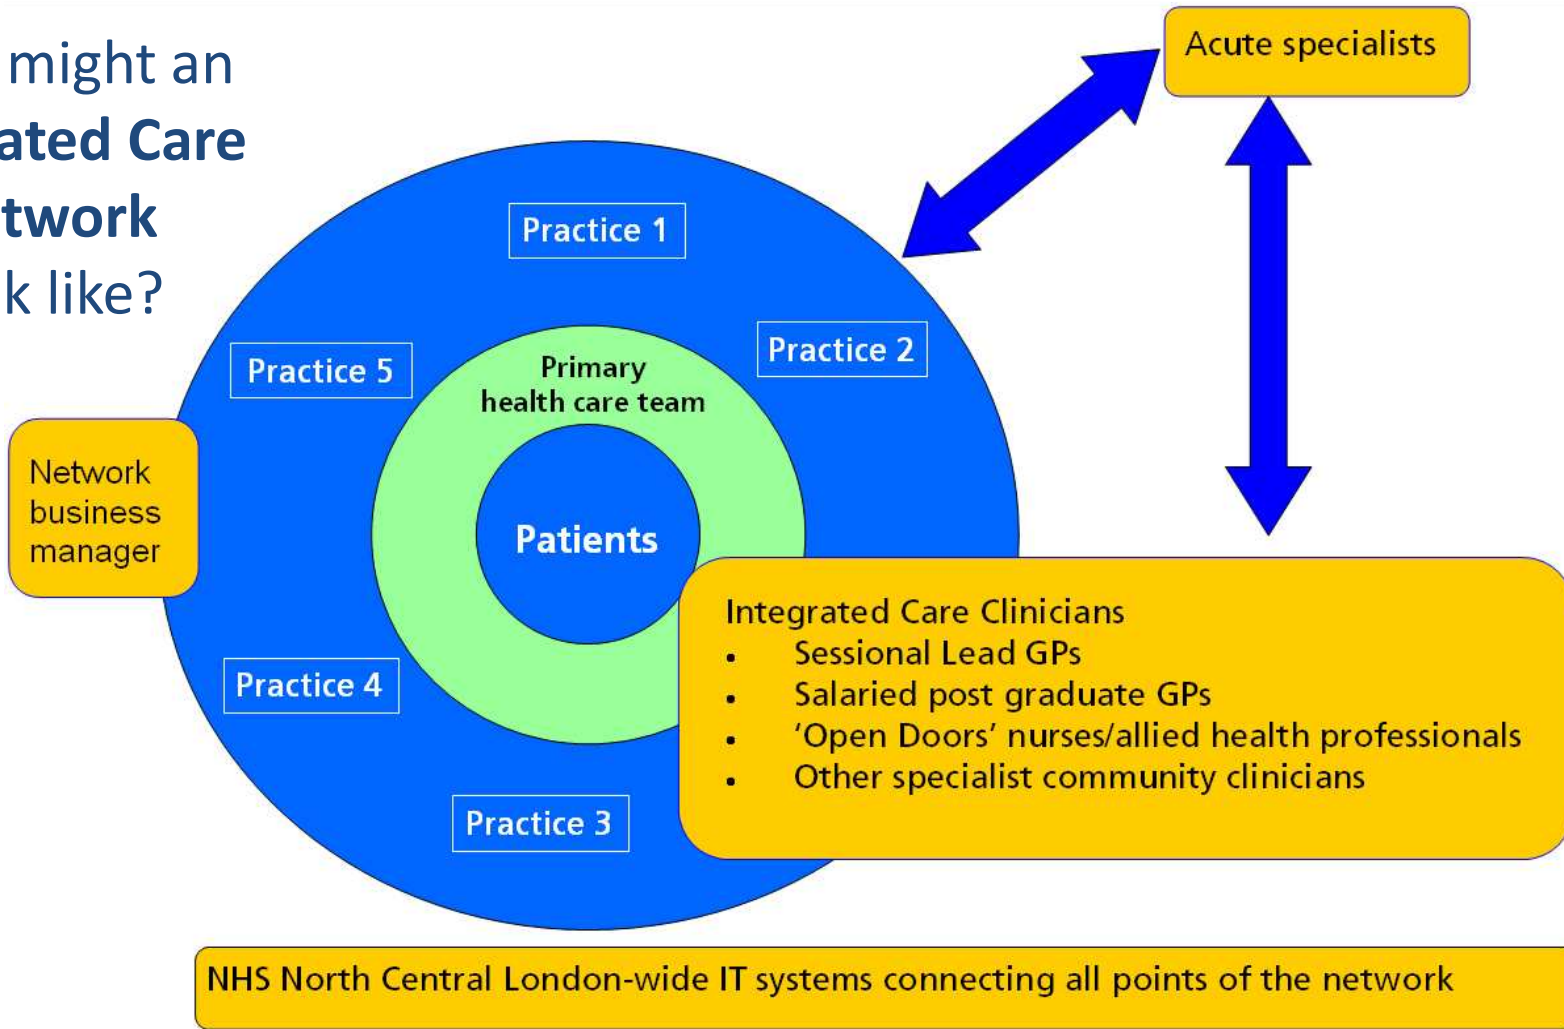 might an
ated Care
twork
k like?
Acute specialists
Practice 1
Practice 2
Practice 5
Primary
health care team
Network
business
manager
Patients
Integrated Care Clinicians
• Sessional Lead GPs
• Salaried post graduate GPs
• 'Open Doors' nurses/allied health professionals
• Other specialist community clinicians
Practice 4
Practice 3
NHS North Central London-wide IT systems connecting all points of the network